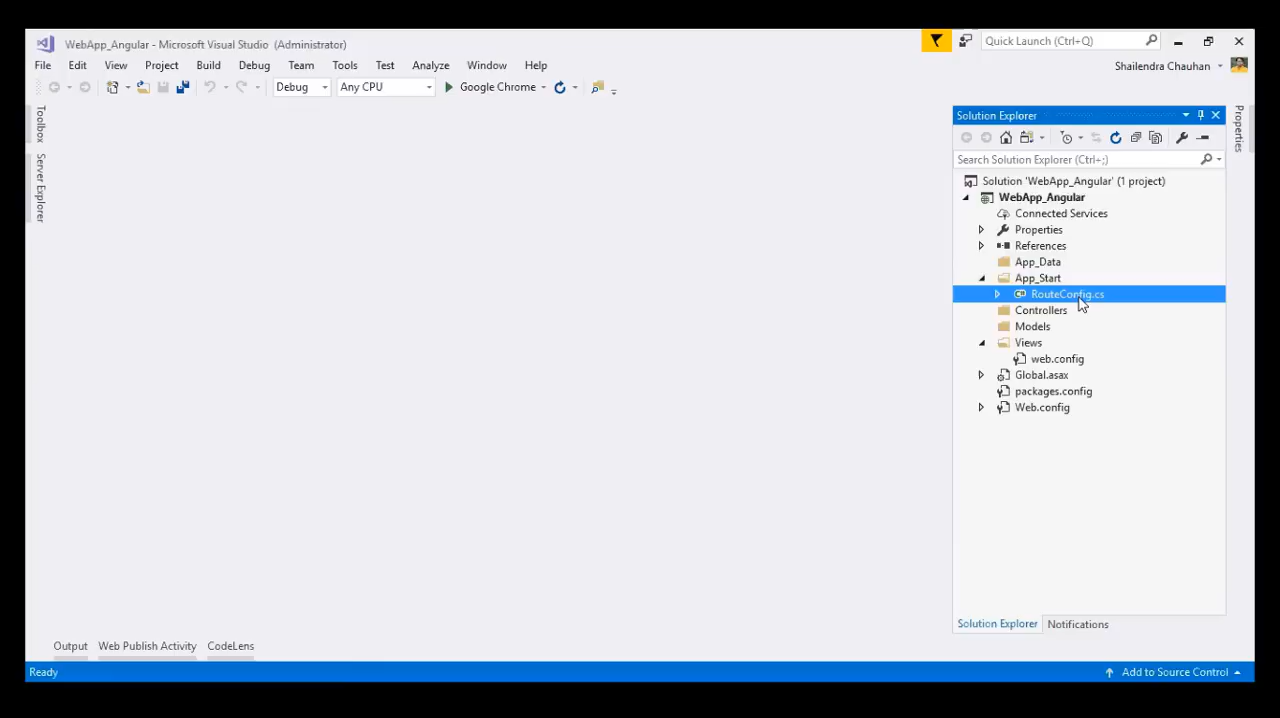 WebApp_Angular - Microsoft Visual Studio (Administrator)
Quick Launch (Ctrl+Q)
File Edit View Project Build Debug Team Tools Test Analyze Window Help
Shailendra Chauhan
Debug Any CPU Google Chrome
Toolbox
Server Explorer
Solution Explorer
Properties
Search Solution Explorer (Ctrl+;)
Solution 'WebApp_Angular' (1 project)
WebApp_Angular
Connected Services
Properties
References
App_Data
App_Start
RouteConfig.cs
Controllers
Models
Views
web.config
Global.asax
packages.config
Web.config
Solution Explorer Notifications
Output Web Publish Activity CodeLens
Ready
Add to Source Control